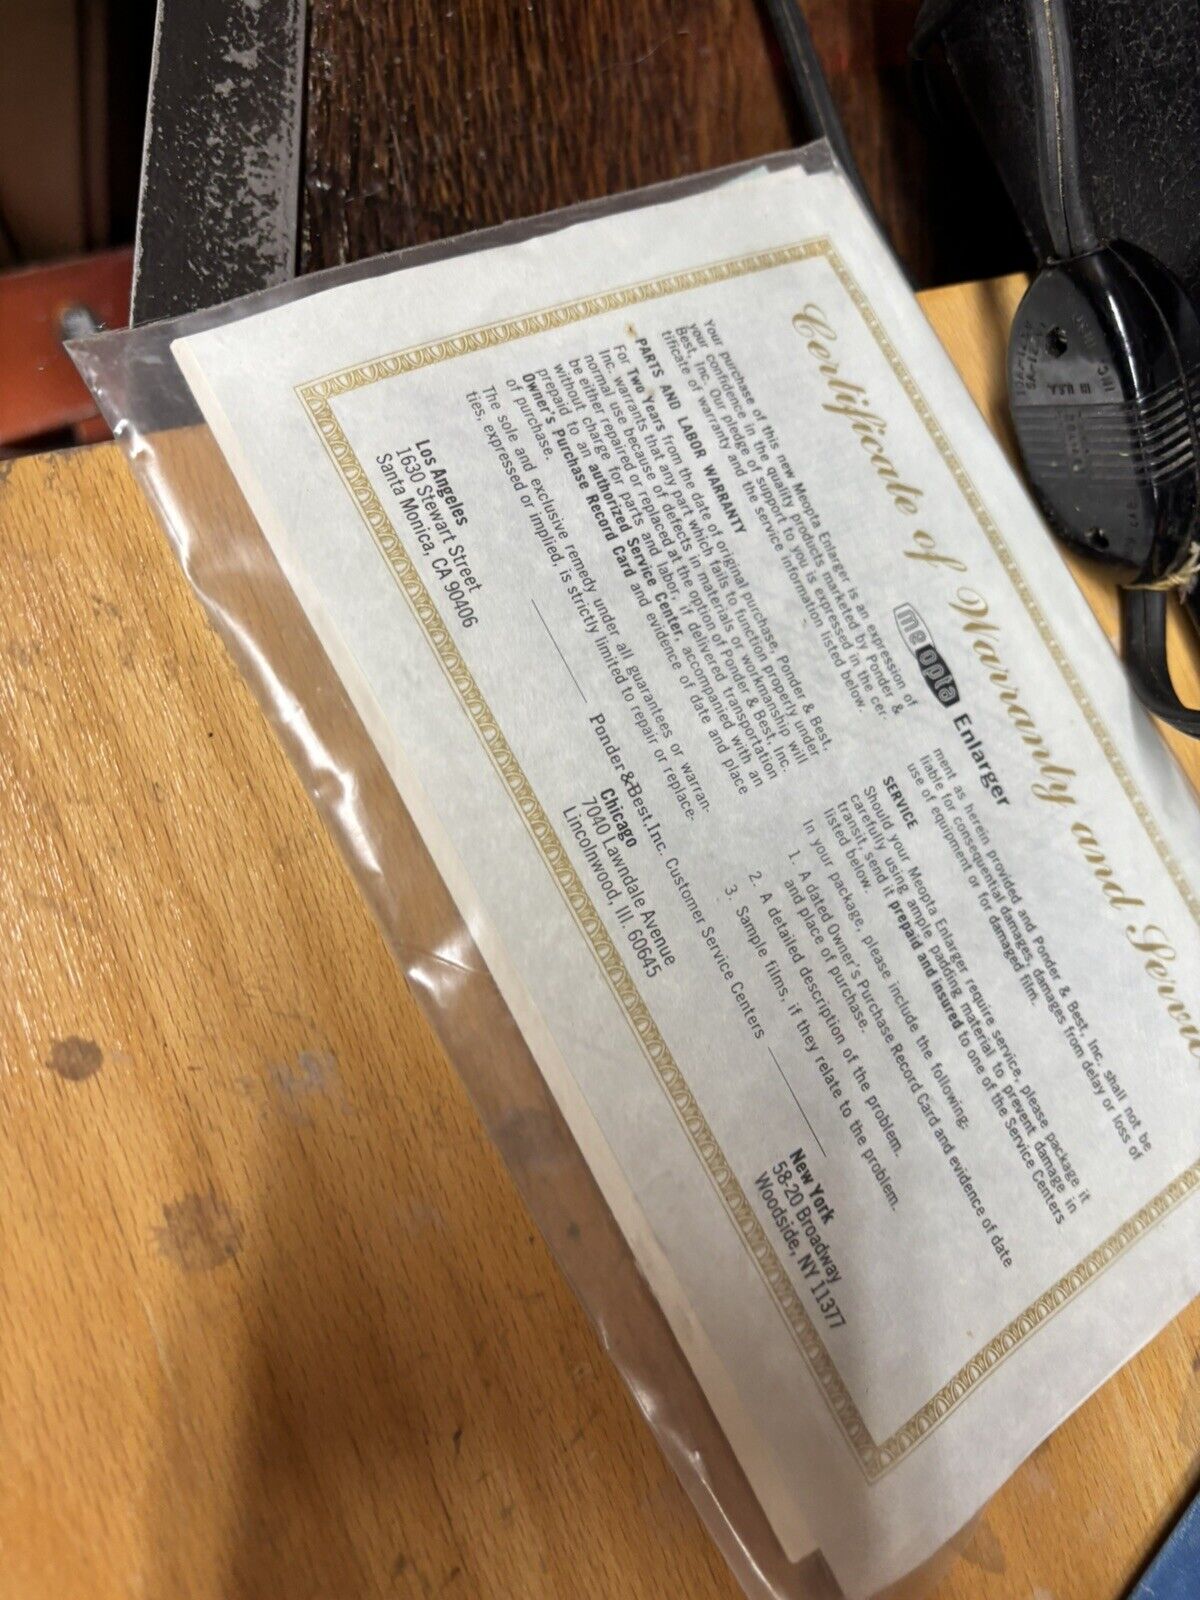 Certificate of Warranty and
meopta Enlarger
Your purchase of this new Meopta Enlarger is an expression of
your confidence in the quality products marketed by Ponder &
Best, Inc. Our pledge of support to you is expressed in the cer-
tificate of warranty and the service information listed below.
PARTS AND LABOR WARRANTY
For Two Years from the date of original purchase, Ponder & Best,
Inc. warrants that any part which fails to function properly under
normal use because of defects in materials or workmanship will
be either repaired or replaced at the option of Ponder & Best, Inc.
without charge for parts and labor, if delivered transportation
prepaid to an authorized Service Center, accompanied with an
Owner's Purchase Record Card and evidence of date and place
of purchase.
The sole and exclusive remedy under all guarantees or warran-
ties, expressed or implied, is strictly limited to repair or replace-
ment as herein provided and Ponder & Best, Inc., shall not be
liable for consequential damages, damages from delay or loss of
use of equipment or for damaged film.
SERVICE
Should your Meopta Enlarger require service, please package it
carefully using ample padding material to prevent damage in
transit, send it prepaid and insured to one of the Service Centers
listed below.
In your package, please include the following:
1. A dated Owner's Purchase Record Card and evidence of date
and place of purchase.
2. A detailed description of the problem.
3. Sample films, if they relate to the problem.
Ponder & Best, Inc. Customer Service Centers
Los Angeles
1630 Stewart Street
Santa Monica, CA 90406
Chicago
7040 Lawndale Avenue
Lincolnwood, Ill. 60645
New York
58-20 Broadway
Woodside, NY 11377
IN U.S.A.